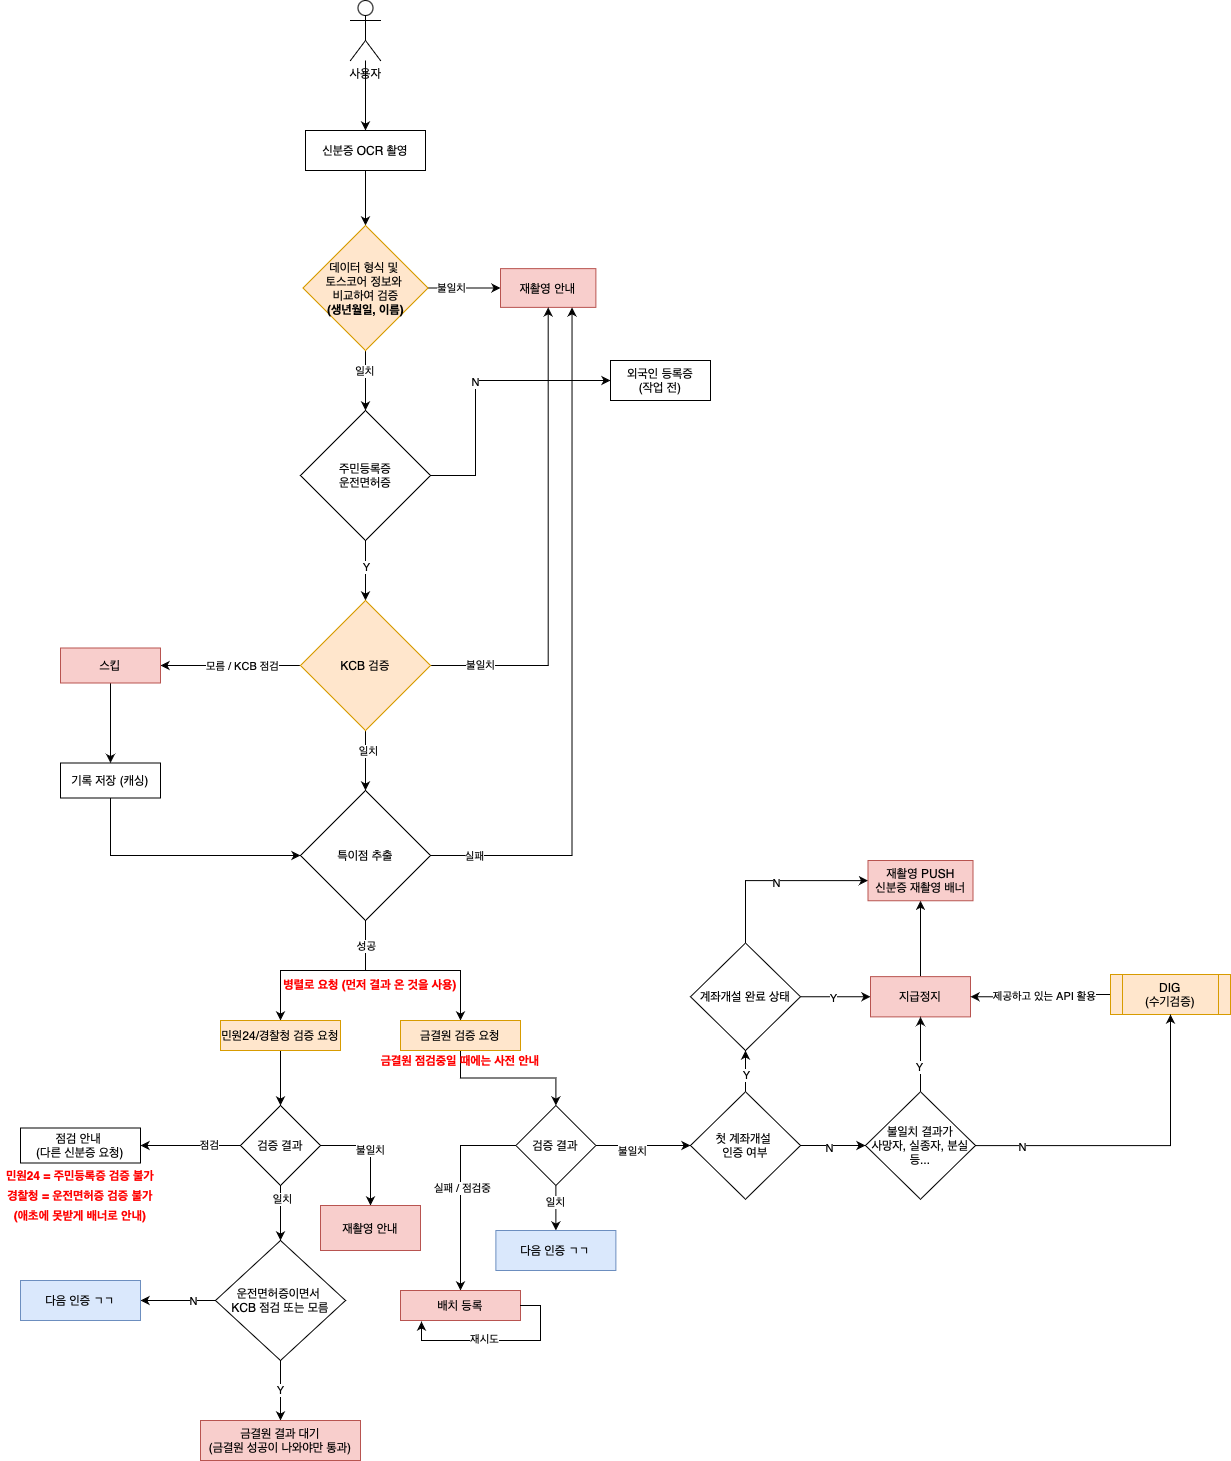 사용자
신분증 OCR 촬영
데이터 형식 및
토스코어 정보와
비교하여 검증
(생년월일, 이름)
불일치
재촬영 안내
일치
N
외국인 등록증
(작업 전)
주민등록증
운전면허증
Y
스킵
모름 / KCB 점검
KCB 검증
불일치
일치
기록 저장 (캐싱)
특이점 추출
실패
성공
병렬로 요청 (먼저 결과 온 것을 사용)
민원24/경찰청 검증 요청
금결원 검증 요청
금결원 점검중일 때에는 사전 안내
점검 안내
(다른 신분증 요청)
점검
검증 결과
불일치
민원24 = 주민등록증 검증 불가
경찰청 = 운전면허증 검증 불가
(애초에 못받게 배너로 안내)
일치
재촬영 안내
다음 인증 ㄱㄱ
N
운전면허증이면서
KCB 점검 또는 모름
Y
금결원 결과 대기
(금결원 성공이 나와야만 통과)
검증 결과
불일치
실패 / 점검중
일치
다음 인증 ㄱㄱ
배치 등록
재시도
재촬영 PUSH
신분증 재촬영 배너
N
계좌개설 완료 상태
Y
지급정지
제공하고 있는 API 활용
DIG
(수기검증)
Y
Y
첫 계좌개설
인증 여부
N
불일치 결과가
사망자, 실종자, 분실
등...
N